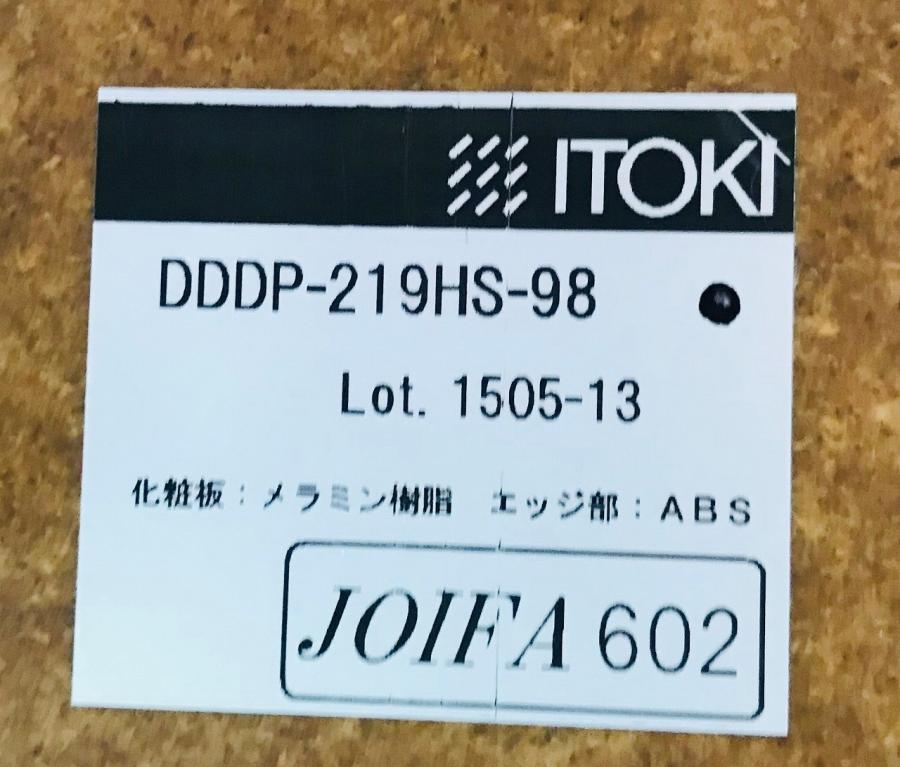 ITOKI
DDDP-219HS-98
Lot. 1505-13
化粧板：メラミン樹脂　エッジ部：ABS
JOIFA 602